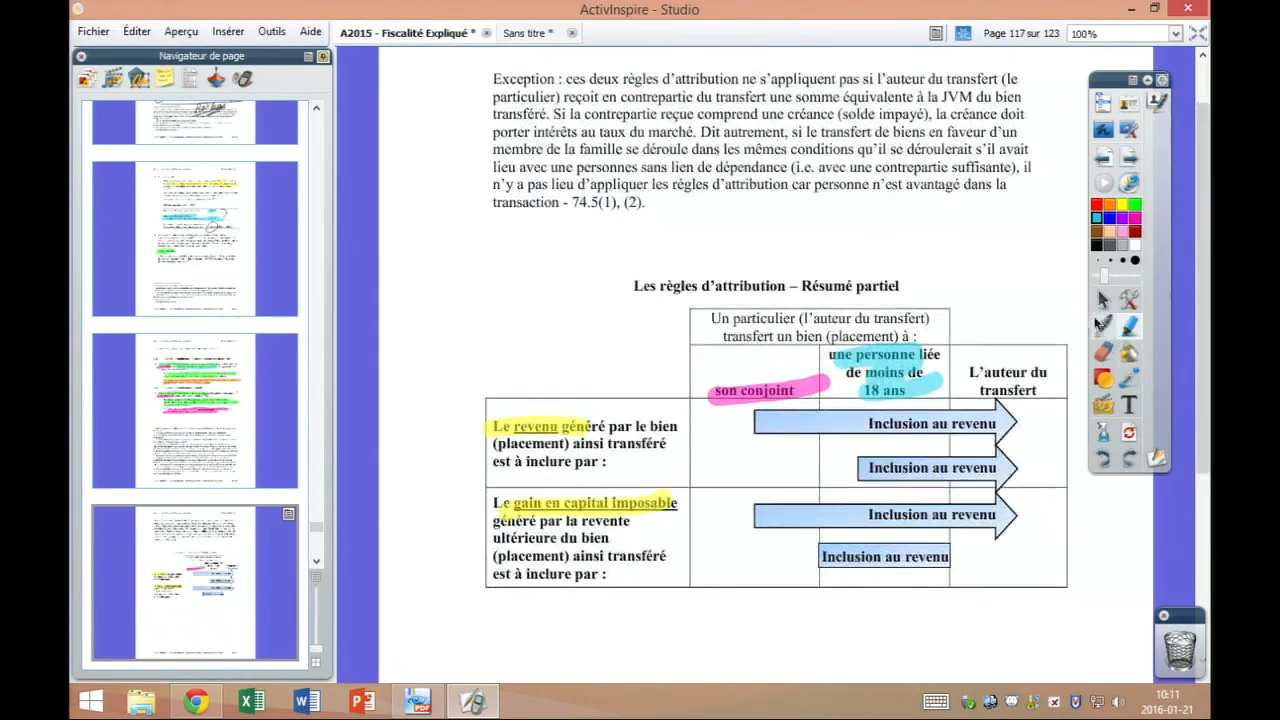 ActivInspire - Studio
Fichier Éditer Aperçu Insérer Outils Aide
A2015 - Fiscalité Expliqué *
Sans titre *
Page 117 sur 123
100%
Navigateur de page
Exception : ces deux règles d'attribution ne s'appliquent pas si l'auteur du transfert (le
particulier) reçoit en contrepartie du transfert une somme équivalente à la JVM du bien
transféré. Si la contrepartie reçue comprend une créance (solde impayé), la créance doit
porter intérêts au taux du marché. Dit autrement, si le transfert de bien en faveur d'un
membre de la famille se déroule dans les mêmes conditions qu'il se déroulerait s'il avait
lieu avec une personne sans lien de dépendance (i.e. avec une contrepartie suffisante), il
n'y a pas lieu d'appliquer les règles d'attribution car personne n'est avantagé dans la
transaction - 74.5(1), (2).
es règles d'attribution – Résumé partiel
Un particulier (l'auteur du transfert)
transfert un bien (placement) à :
son conjoint
une personne liée
de moins de
L'auteur du
transfert
Le revenu généré par le bien
(placement) ainsi transféré
est à inclure par :
Inclusion au revenu
Inclusion au revenu
Le gain en capital imposable
généré par la revente
ultérieure du bien
(placement) ainsi transféré
est à inclure par :
Inclusion au revenu
Inclusion au revenu
10:11
2016-01-21